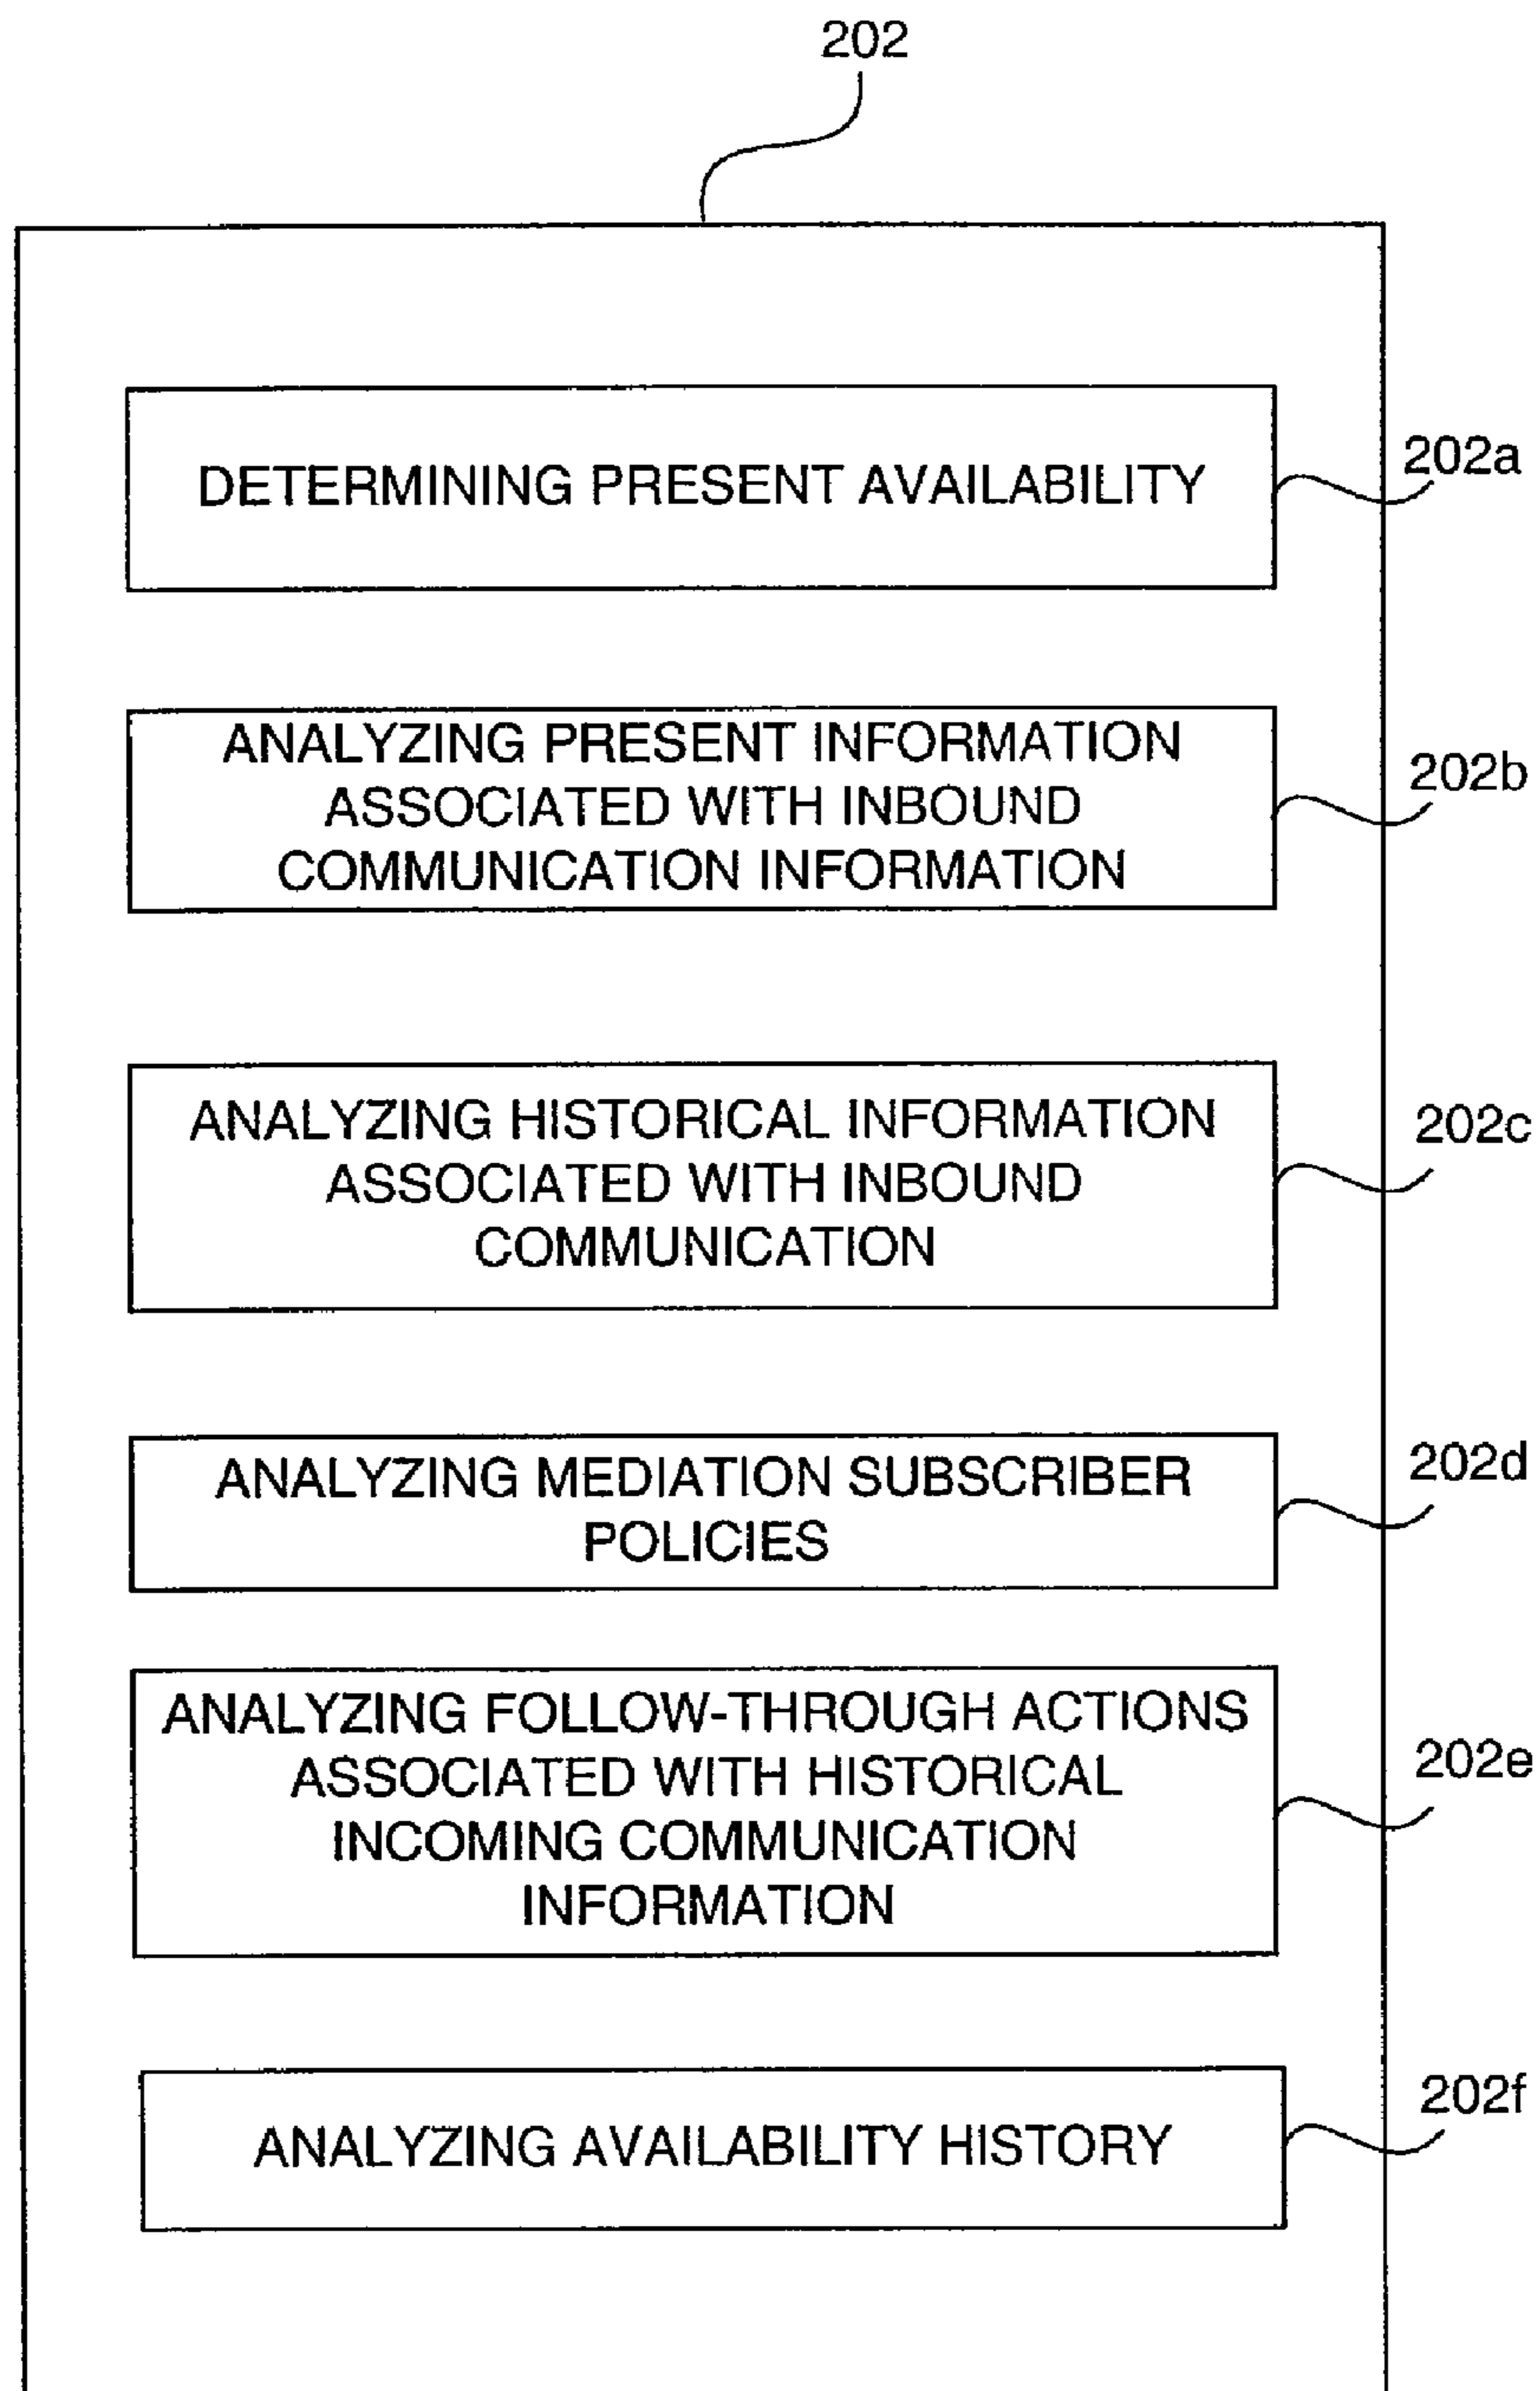 202
DETERMINING PRESENT AVAILABILITY
202a
ANALYZING PRESENT INFORMATION
ASSOCIATED WITH INBOUND
COMMUNICATION INFORMATION
202b
ANALYZING HISTORICAL INFORMATION
ASSOCIATED WITH INBOUND
COMMUNICATION
202c
ANALYZING MEDIATION SUBSCRIBER
POLICIES
202d
ANALYZING FOLLOW-THROUGH ACTIONS
ASSOCIATED WITH HISTORICAL
INCOMING COMMUNICATION
INFORMATION
202e
ANALYZING AVAILABILITY HISTORY
202f